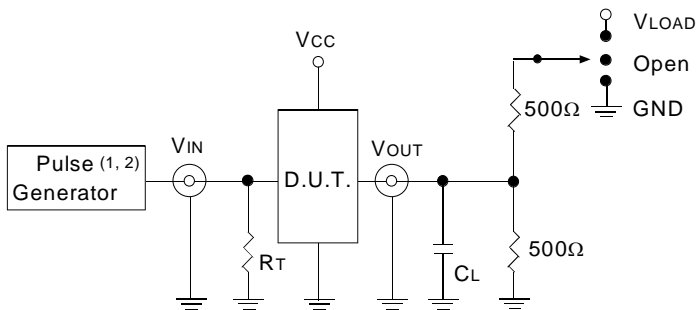 VLOAD
VCC
Open
500Ω
GND
VIN
VOUT
Pulse (1, 2)
Generator
D.U.T.
RT
CL
500Ω